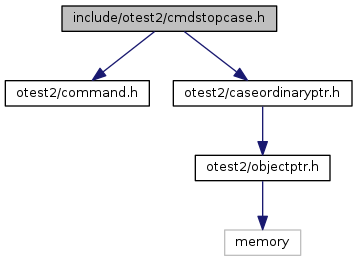 include/otest2/cmdstopcase.h
otest2/command.h
otest2/caseordinaryptr.h
otest2/objectptr.h
memory